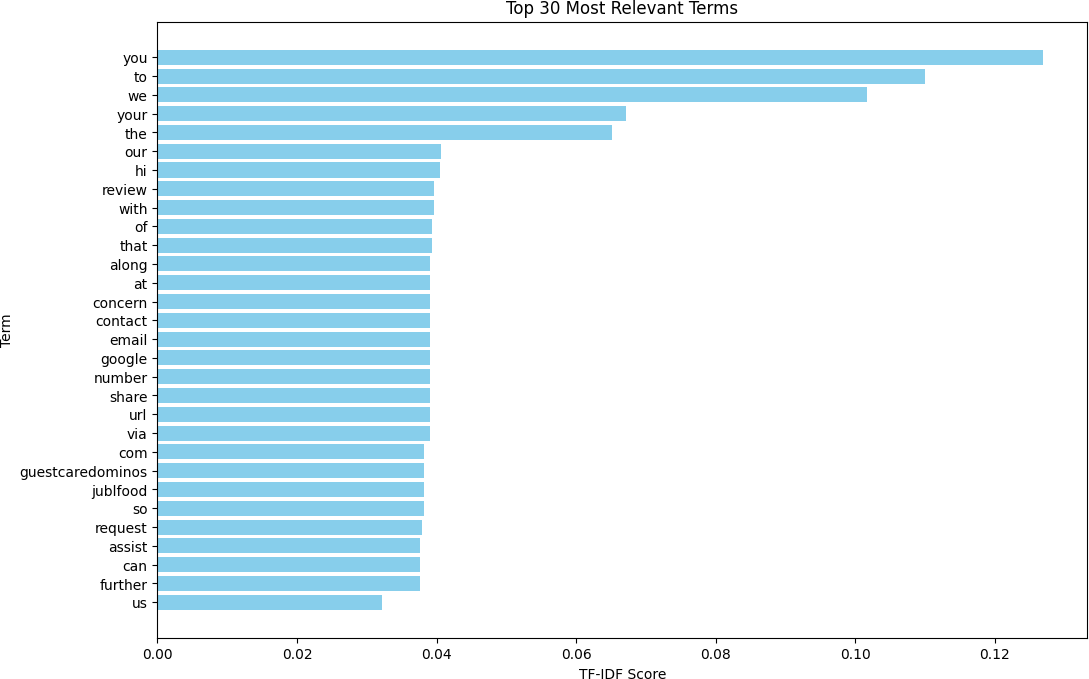 Top 30 Most Relevant Terms
Term
you
to
we
your
the
our
hi
review
with
of
that
along
at
concern
contact
email
google
number
share
url
via
com
guestcaredominos
jublfood
so
request
assist
can
further
us
0.00 0.02 0.04 0.06 0.08 0.10 0.12
TF-IDF Score